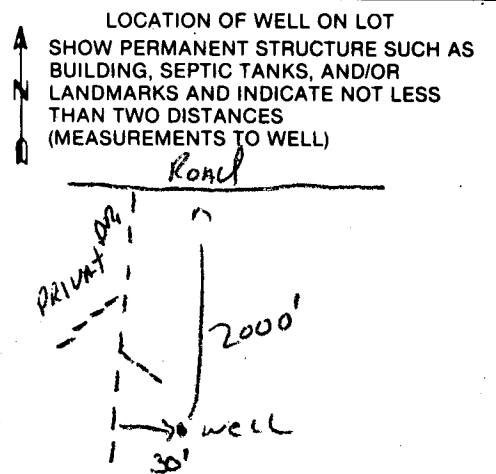 LOCATION OF WELL ON LOT
SHOW PERMANENT STRUCTURE SUCH AS
BUILDING, SEPTIC TANKS, AND/OR
N LANDMARKS AND INDICATE NOT LESS
THAN TWO DISTANCES
(MEASUREMENTS TO WELL)
ROAd
PRIVAT DR.
2000'
well
30'